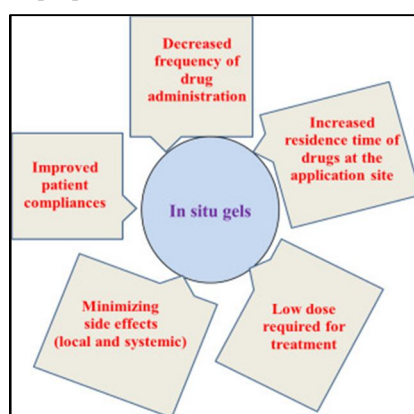 Decreased
frequency of
drug
administration
Increased
residence time of
drugs at the
application site
Improved
patient
compliances
In situ gels
Minimizing
side effects
(local and systemic)
Low dose
required for
treatment